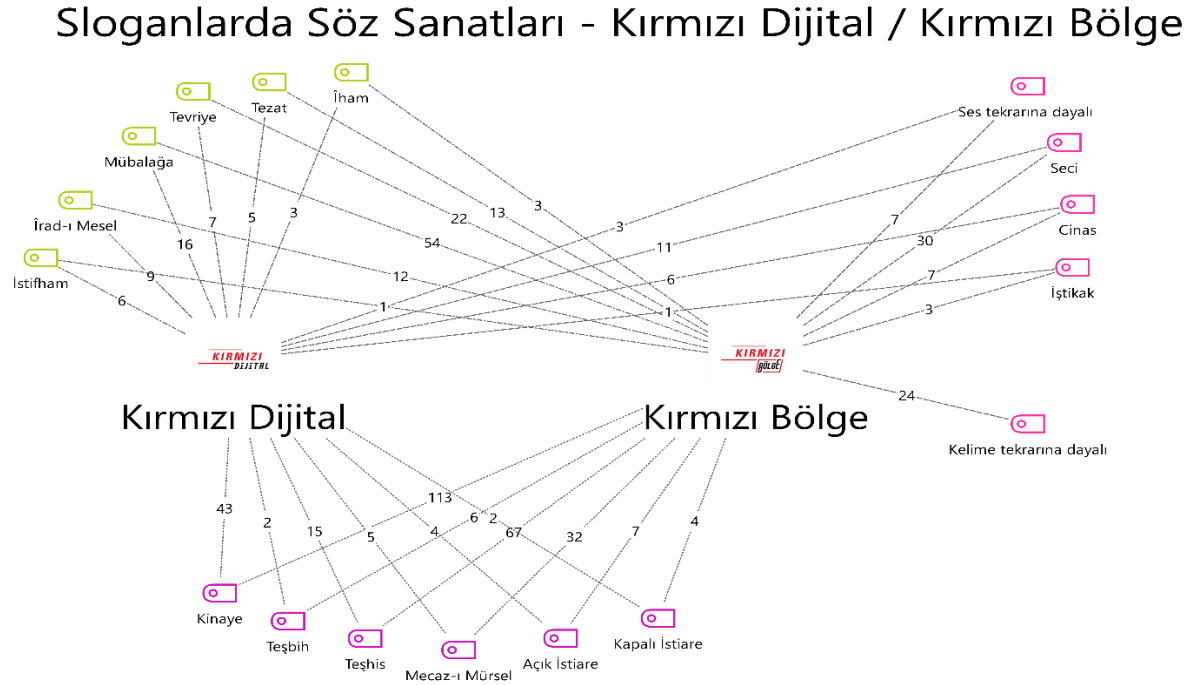 Sloganlarda Söz Sanatları - Kırmızı Dijital / Kırmızı Bölge
Îham
Tezat
Tevriye
Mübalağa
Îrad-ı Mesel
İstifham
Ses tekrarına dayalı
Seci
Cinas
İştikak
3
5
7
16
9
6
3
13
22
54
12
1
3
11
6
1
7
30
7
3
24
KIRMIZI
DİJİTAL
KIRMIZI
BÖLGE
Kırmızı Dijital
Kırmızı Bölge
Kelime tekrarına dayalı
43
2
15
5
4
2
113
6
67
32
7
4
Kinaye
Teşbih
Teşhis
Mecaz-ı Mürsel
Açık İstiare
Kapalı İstiare